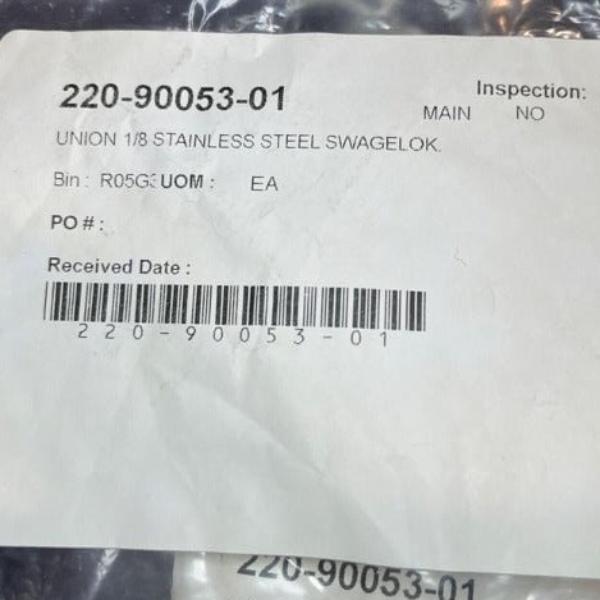 220-90053-01
Inspection:
MAIN NO
UNION 1/8 STAINLESS STEEL SWAGELOK.
Bin : UOM : EA
PO # :
Received Date :
220-90053-01
220-90053-01